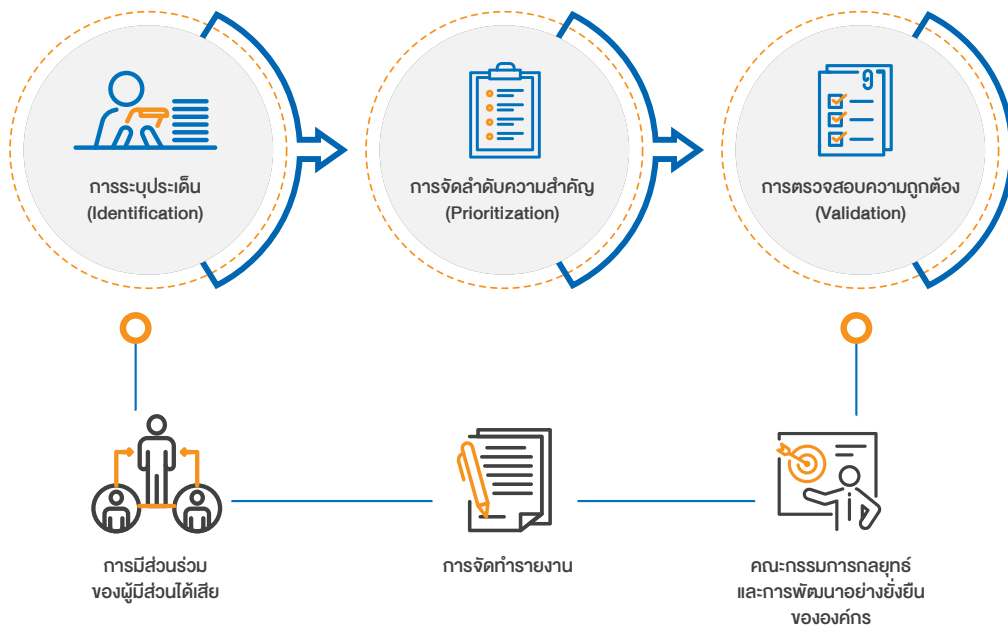 การระบุประเด็น
(Identification)
การจัดลำดับความสำคัญ
(Prioritization)
การตรวจสอบความถูกต้อง
(Validation)
การมีส่วนร่วม
ของผู้มีส่วนได้เสีย
การจัดทำรายงาน
คณะกรรมการกลยุทธ์
และการพัฒนาอย่างยั่งยืน
ขององค์กร